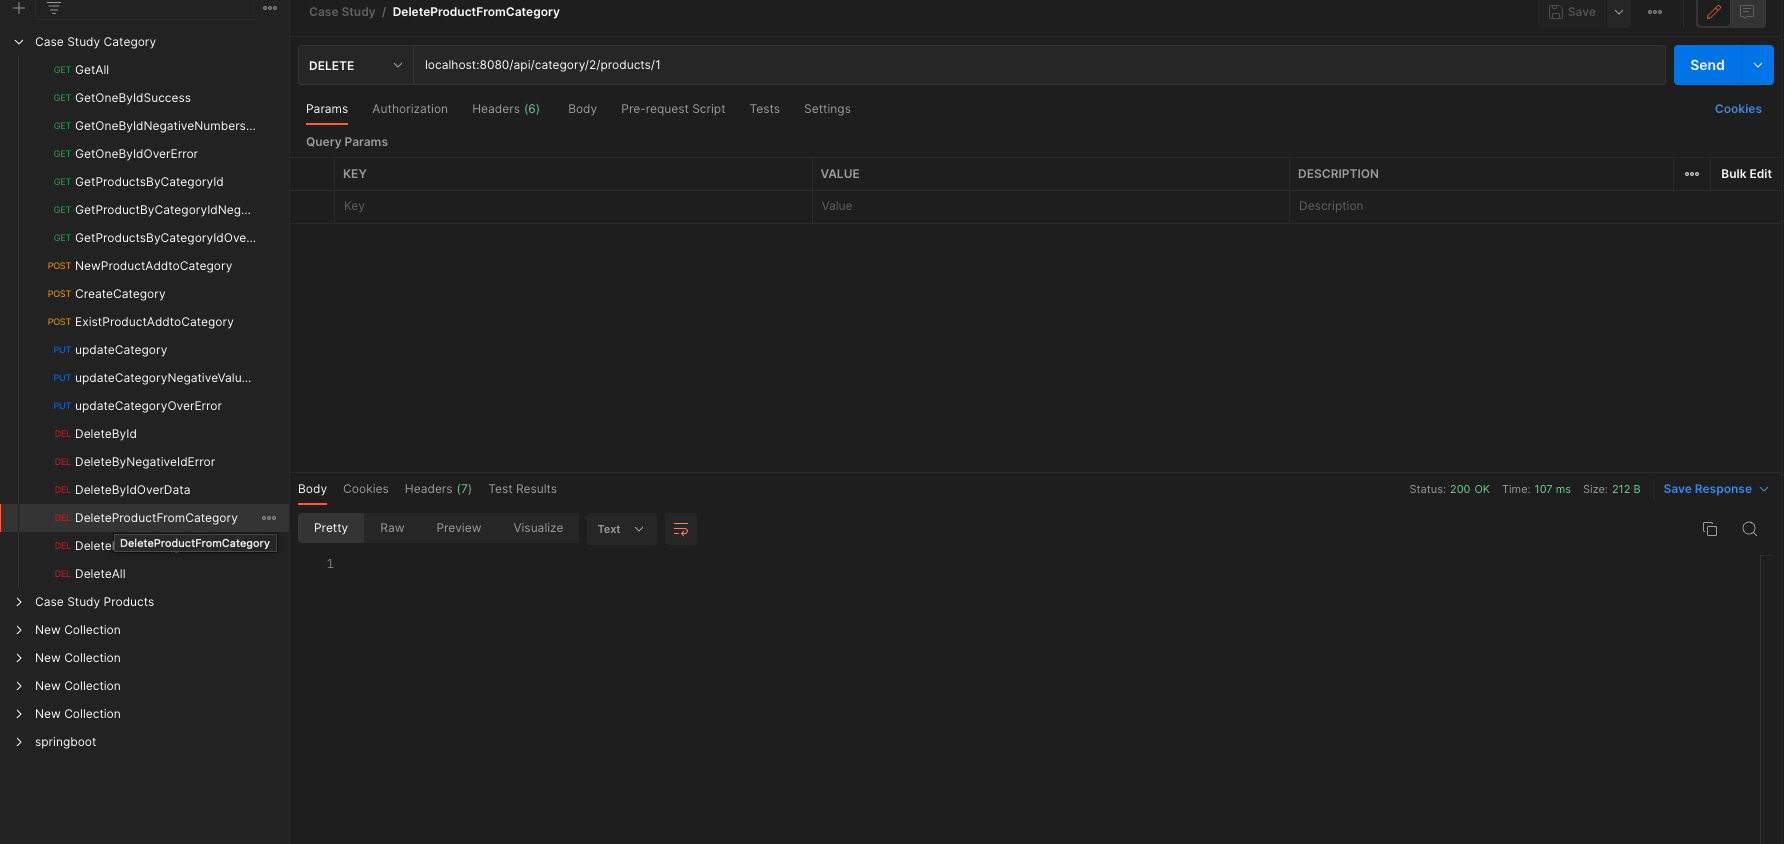 Case Study / DeleteProductFromCategory
Save
Case Study Category
GET GetAll
GET GetOneByIdSuccess
GET GetOneByIdNegativeNumbers...
GET GetOneByIdOverError
GET GetProductsByCategoryId
GET GetProductByCategoryIdNeg...
GET GetProductsByCategoryIdOve...
POST NewProductAddtoCategory
POST CreateCategory
POST ExistProductAddtoCategory
PUT updateCategory
PUT updateCategoryNegativeValu...
PUT updateCategoryOverError
DEL DeleteById
DEL DeleteByNegativeIdError
DEL DeleteByIdOverData
DEL DeleteProductFromCategory
DEL
DeleteProductFromCategory
DEL DeleteAll
Case Study Products
New Collection
New Collection
New Collection
New Collection
springboot
DELETE localhost:8080/api/category/2/products/1 Send
Params Authorization Headers (6) Body Pre-request Script Tests Settings Cookies
Query Params
KEY VALUE DESCRIPTION Bulk Edit
Key Value Description
Body Cookies Headers (7) Test Results Status: 200 OK Time: 107 ms Size: 212 B Save Response
Pretty Raw Preview Visualize Text
1